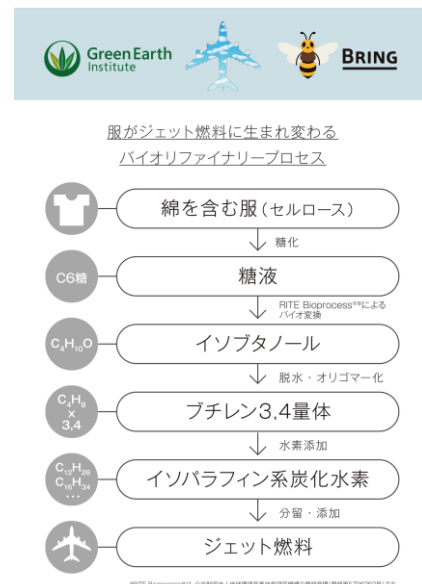 Green Earth
Institute
BRING
服がジェット燃料に生まれ変わる
バイオリファイナリープロセス
綿を含む服(セルロース)
糖化
C6糖
糖液
RITE Bioprocess®*による
バイオ変換
C₄H₁₀O
イソブタノール
脱水・オリゴマー化
C₄H₈
x
3,4
ブチレン3,4量体
水素添加
C₁₂H₂₆
C₁₆H₃₄
...
イソパラフィン系炭化水素
分留・添加
ジェット燃料